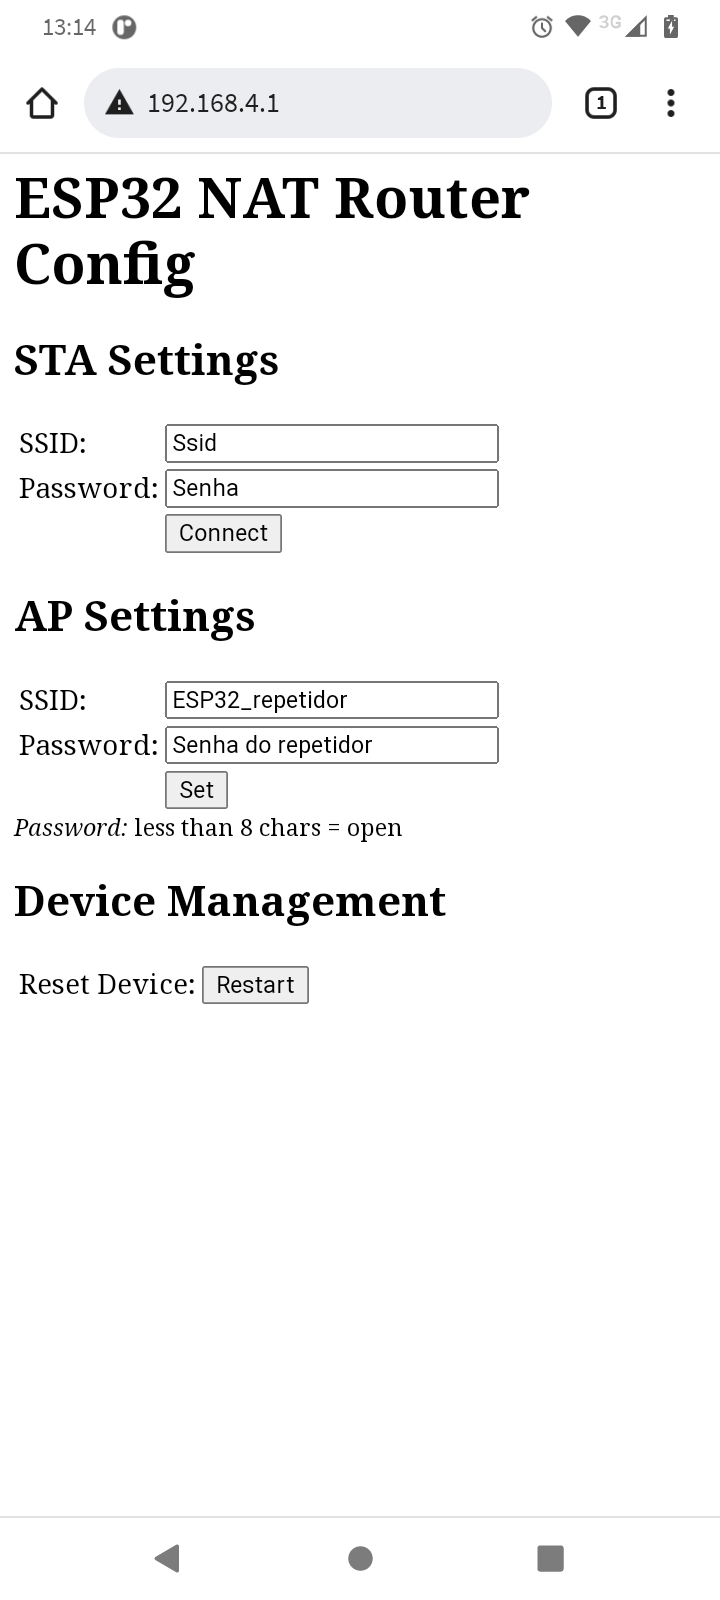 13:14
3G
192.168.4.1
1
ESP32 NAT Router
Config
STA Settings
SSID: Ssid
Password: Senha
Connect
AP Settings
SSID: ESP32_repetidor
Password: Senha do repetidor
Set
Password: less than 8 chars = open
Device Management
Reset Device: Restart